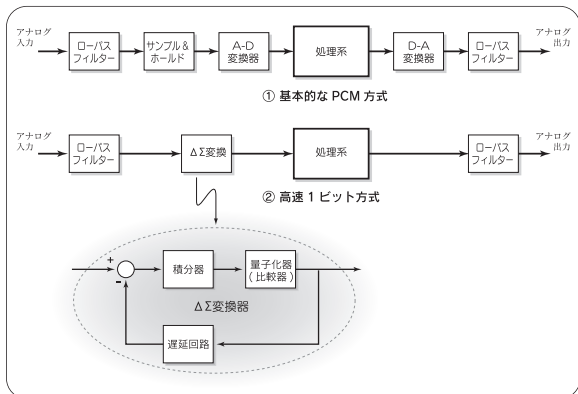 アナログ
入力
ローパス
フィルター
サンプル&
ホールド
A-D
変換器
処理系
D-A
変換器
ローパス
フィルター
アナログ
出力
① 基本的な PCM 方式
アナログ
入力
ローパス
フィルター
ΔΣ変換
処理系
ローパス
フィルター
アナログ
出力
② 高速 1 ビット方式
+
-
積分器
量子化器
(比較器)
ΔΣ変換器
遅延回路